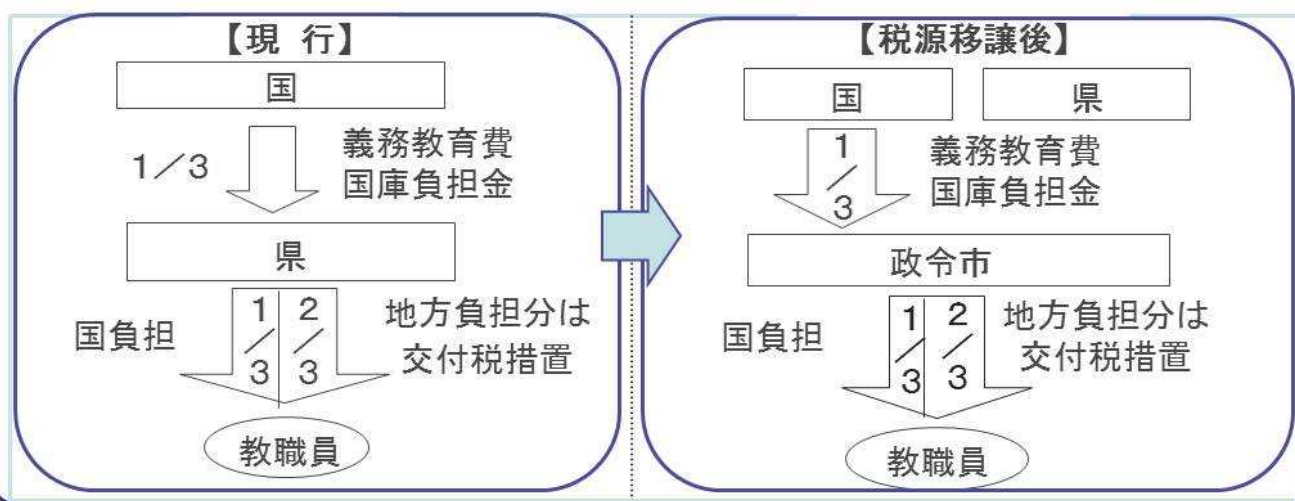 【現 行】
国
1／3
義務教育費
国庫負担金
県
国負担
1／3
2／3
地方負担分は
交付税措置
教職員
【税源移譲後】
国
県
1／3
義務教育費
国庫負担金
政令市
国負担
1／3
2／3
地方負担分は
交付税措置
教職員